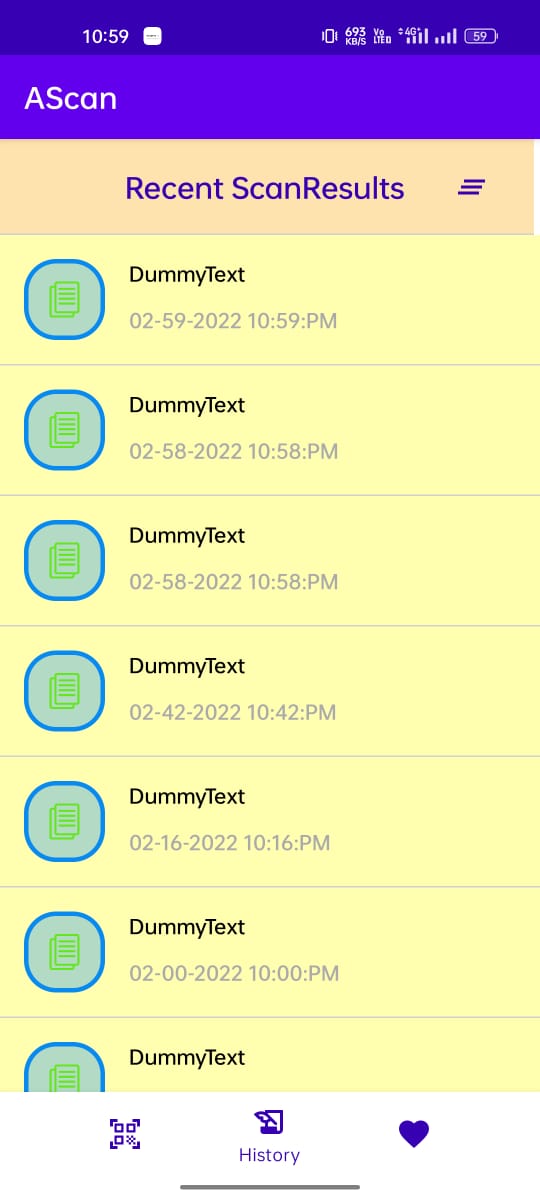 10:59
693 KB/S Vo LTED 4G+ 59
AScan
Recent ScanResults
DummyText
02-59-2022 10:59:PM
DummyText
02-58-2022 10:58:PM
DummyText
02-58-2022 10:58:PM
DummyText
02-42-2022 10:42:PM
DummyText
02-16-2022 10:16:PM
DummyText
02-00-2022 10:00:PM
DummyText
History